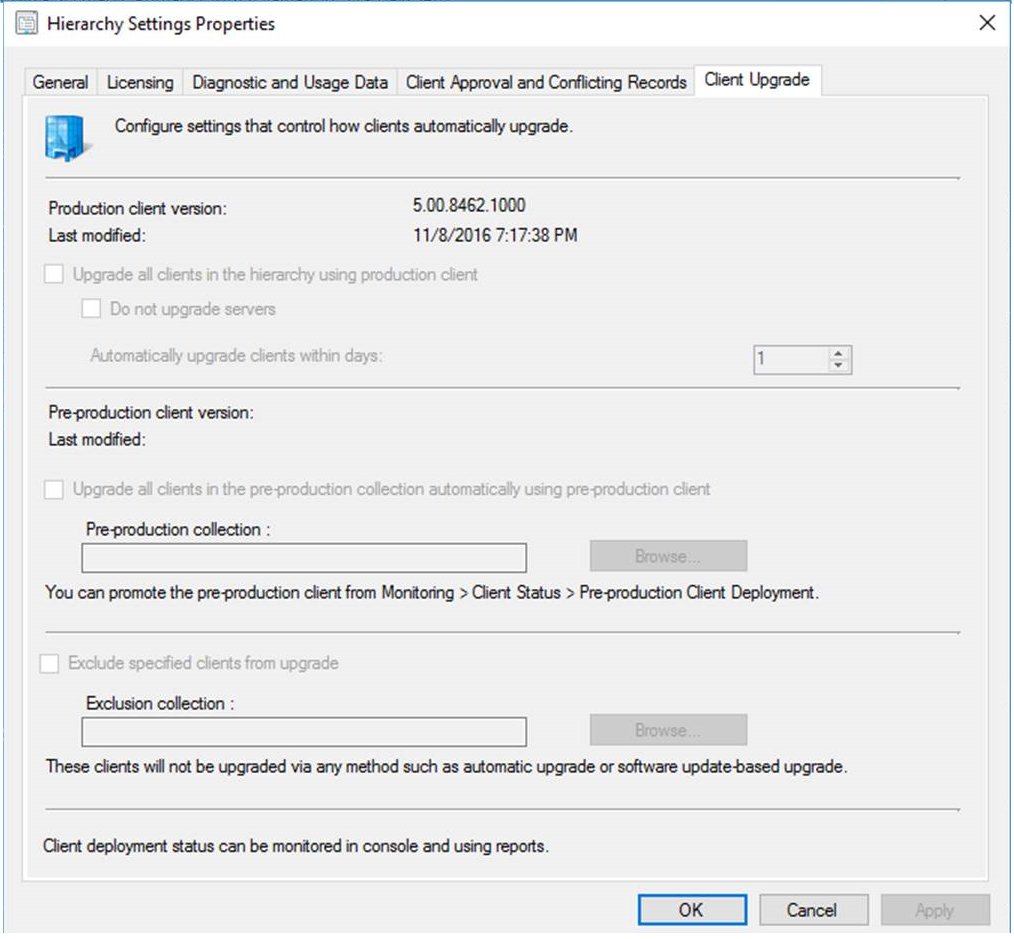 Hierarchy Settings Properties
General Licensing Diagnostic and Usage Data Client Approval and Conflicting Records Client Upgrade
Configure settings that control how clients automatically upgrade.
Production client version: 5.00.8462.1000
Last modified: 11/8/2016 7:17:38 PM
Upgrade all clients in the hierarchy using production client
Do not upgrade servers
Automatically upgrade clients within days: 1
Pre-production client version:
Last modified:
Upgrade all clients in the pre-production collection automatically using pre-production client
Pre-production collection :
Browse...
You can promote the pre-production client from Monitoring > Client Status > Pre-production Client Deployment.
Exclude specified clients from upgrade
Exclusion collection :
Browse...
These clients will not be upgraded via any method such as automatic upgrade or software update-based upgrade.
Client deployment status can be monitored in console and using reports.
OK Cancel Apply